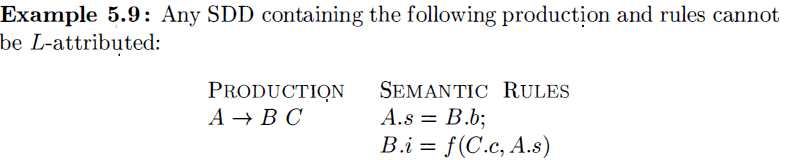 Example 5.9: Any SDD containing the following production and rules cannot
be L-attributed:
PRODUCTION SEMANTIC RULES
A → B C A.s = B.b;
B.i = f(C.c, A.s)